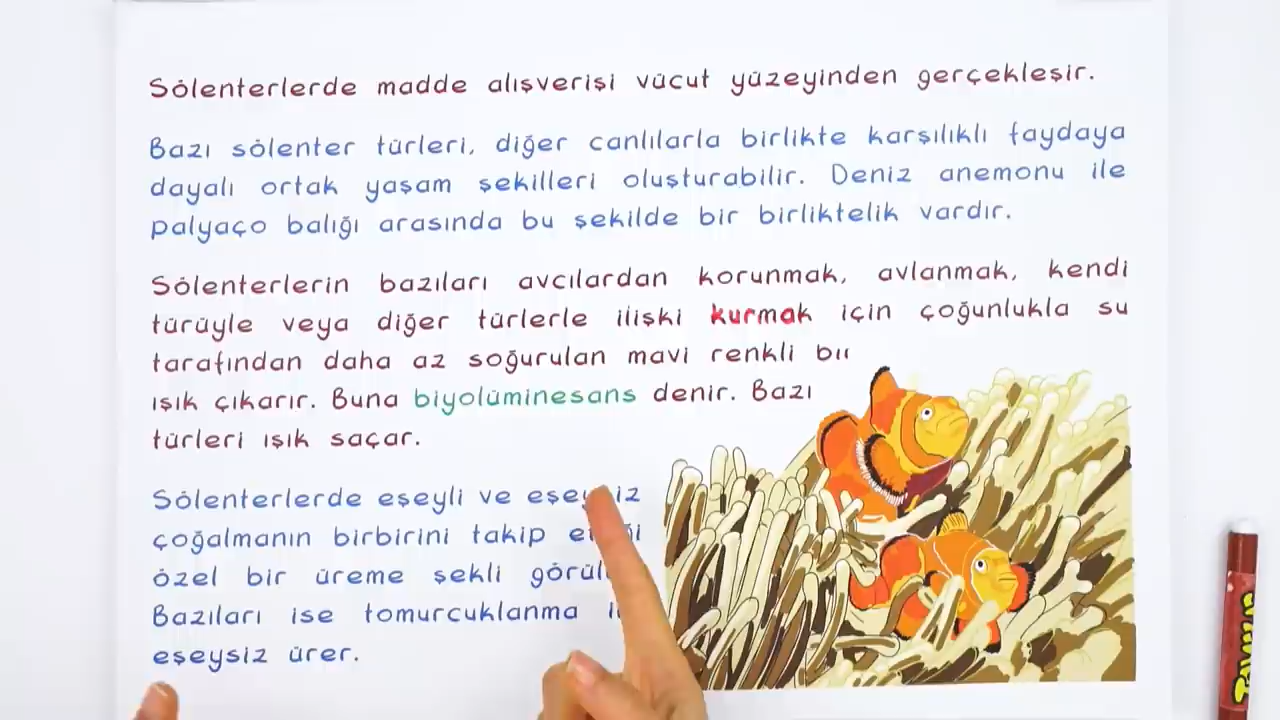 Sölenterlerde madde alışverişi vücut yüzeyinden gerçekleşir.
Bazı sölenter türleri, diğer canlılarla birlikte karşılıklı faydaya
dayalı ortak yaşam şekilleri oluşturabilir. Deniz anemonu ile
palyaço balığı arasında bu şekilde bir birliktelik vardır.
Sölenterlerin bazıları avcılardan korunmak, avlanmak, kendi
türüyle veya diğer türlerle ilişki kurmak için çoğunlukla su
tarafından daha az soğurulan mavi renkli bir
ışık çıkarır. Buna biyolüminesans denir. Bazı
türleri ışık saçar.
Sölenterlerde eşeyli ve eşeysiz
çoğalmanın birbirini takip ettiği
özel bir üreme şekli
Bazıları ise tomurcuklanma
eşeysiz ürer.